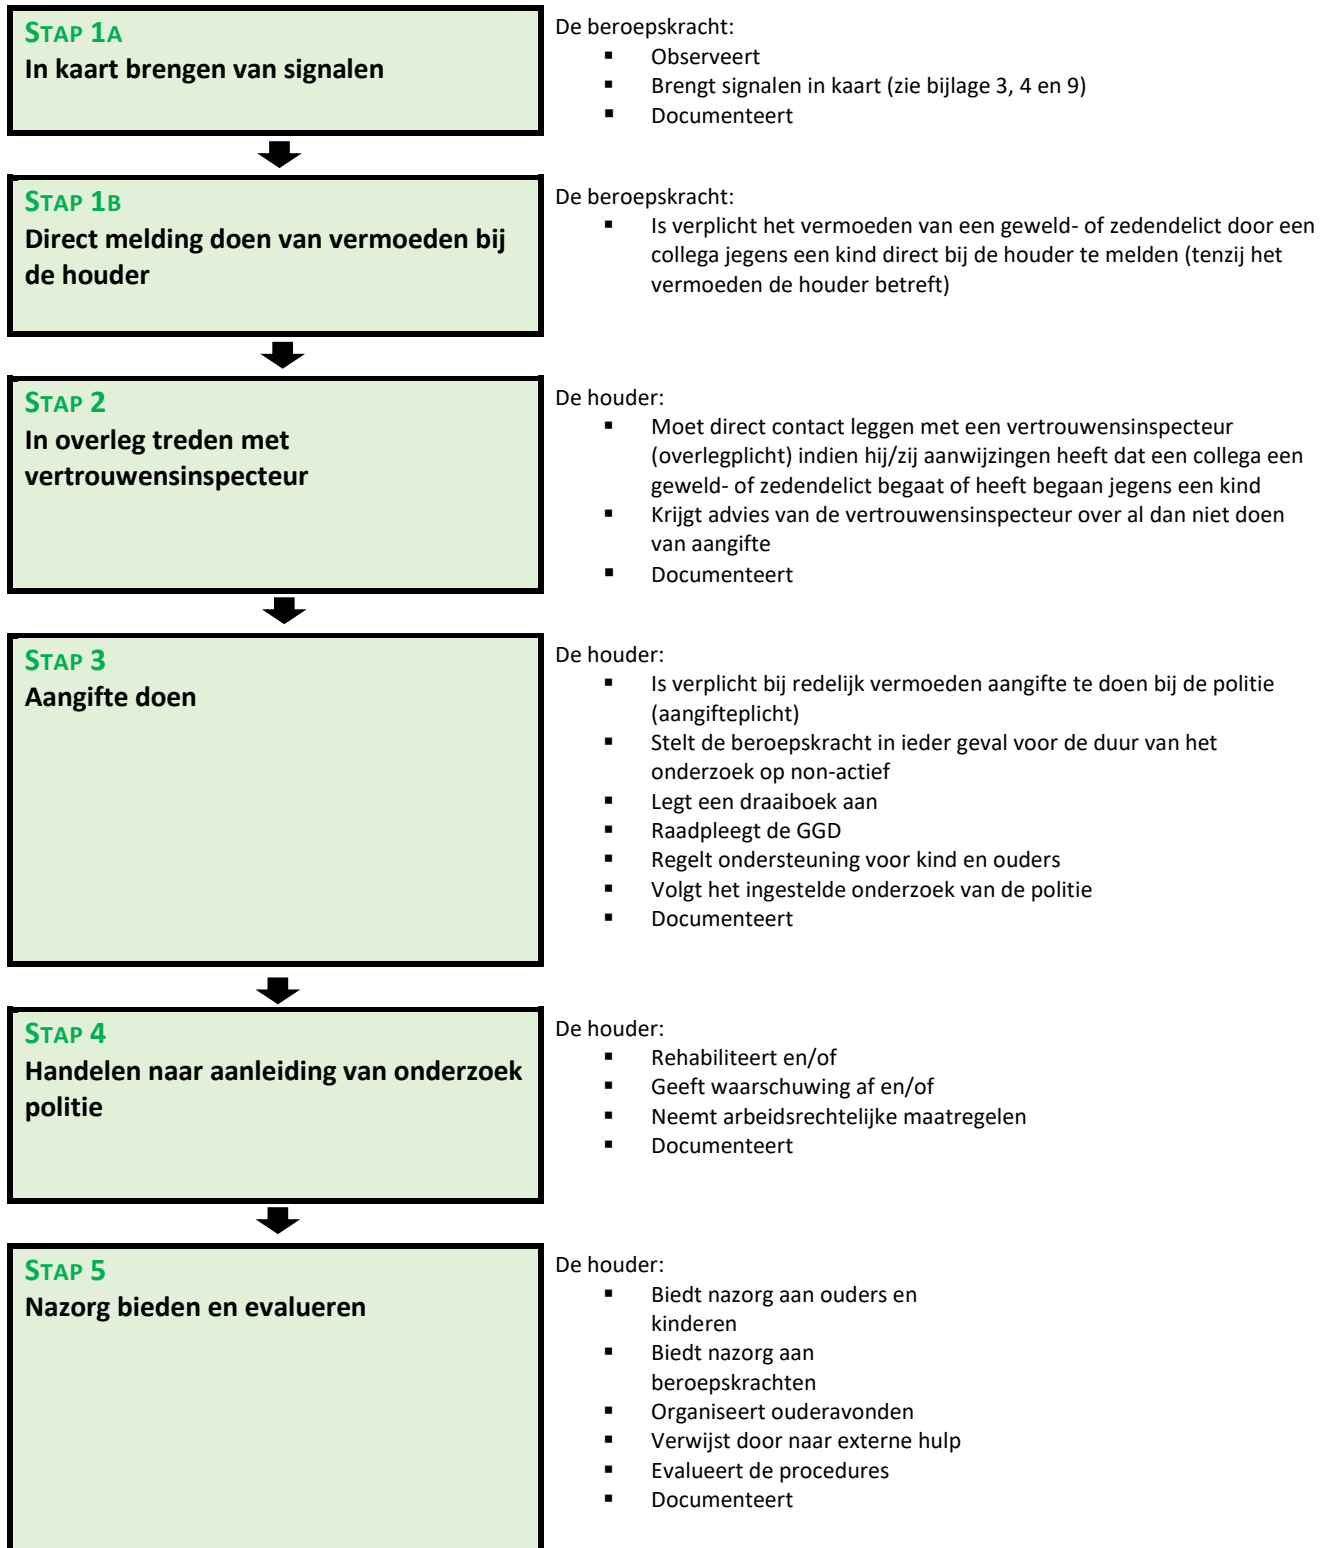 STAP 1A
In kaart brengen van signalen
De beroepskracht:
▪ Observeert
▪ Brengt signalen in kaart (zie bijlage 3, 4 en 9)
▪ Documenteert
STAP 1B
Direct melding doen van vermoeden bij
de houder
De beroepskracht:
▪ Is verplicht het vermoeden van een geweld- of zedendelict door een
collega jegens een kind direct bij de houder te melden (tenzij het
vermoeden de houder betreft)
STAP 2
In overleg treden met
vertrouwensinspecteur
De houder:
▪ Moet direct contact leggen met een vertrouwensinspecteur
(overlegplicht) indien hij/zij aanwijzingen heeft dat een collega een
geweld- of zedendelict begaat of heeft begaan jegens een kind
▪ Krijgt advies van de vertrouwensinspecteur over al dan niet doen
van aangifte
▪ Documenteert
STAP 3
Aangifte doen
De houder:
▪ Is verplicht bij redelijk vermoeden aangifte te doen bij de politie
(aangifteplicht)
▪ Stelt de beroepskracht in ieder geval voor de duur van het
onderzoek op non-actief
▪ Legt een draaiboek aan
▪ Raadpleegt de GGD
▪ Regelt ondersteuning voor kind en ouders
▪ Volgt het ingestelde onderzoek van de politie
▪ Documenteert
STAP 4
Handelen naar aanleiding van onderzoek
politie
De houder:
▪ Rehabiliteert en/of
▪ Geeft waarschuwing af en/of
▪ Neemt arbeidsrechtelijke maatregelen
▪ Documenteert
STAP 5
Nazorg bieden en evalueren
De houder:
▪ Biedt nazorg aan ouders en
kinderen
▪ Biedt nazorg aan
beroepskrachten
▪ Organiseert ouderavonden
▪ Verwijst door naar externe hulp
▪ Evalueert de procedures
▪ Documenteert